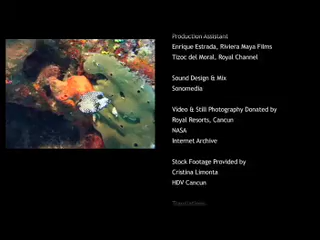 Production Assistant
Enrique Estrada, Riviera Maya Films
Tizoc del Moral, Royal Channel
Sound Design & Mix
Sonomedia
Video & Still Photography Donated by
Royal Resorts, Cancun
NASA
Internet Archive
Stock Footage Provided by
Cristina Limonta
HDV Cancun
Translations